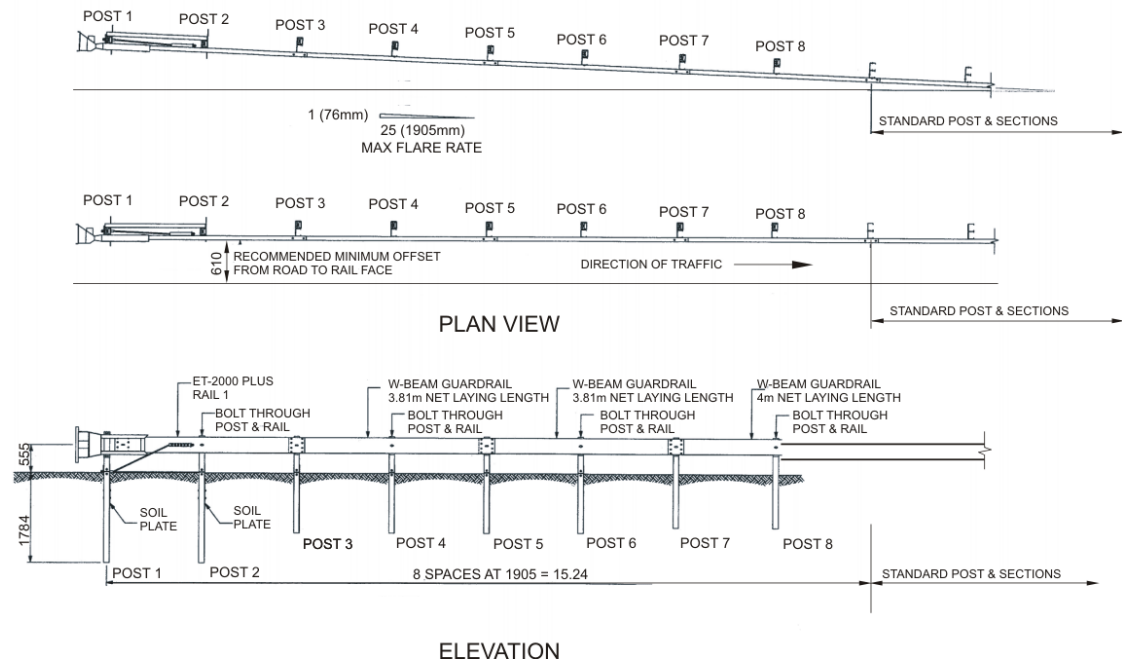 POST 1
POST 2
POST 3
POST 4
POST 5
POST 6
POST 7
POST 8
1 (76mm)
25 (1905mm)
MAX FLARE RATE
STANDARD POST & SECTIONS
POST 1
POST 2
POST 3
POST 4
POST 5
POST 6
POST 7
POST 8
610
RECOMMENDED MINIMUM OFFSET
FROM ROAD TO RAIL FACE
DIRECTION OF TRAFFIC
STANDARD POST & SECTIONS
PLAN VIEW
ET-2000 PLUS
RAIL 1
BOLT THROUGH
POST & RAIL
W-BEAM GUARDRAIL
3.81m NET LAYING LENGTH
BOLT THROUGH
POST & RAIL
W-BEAM GUARDRAIL
3.81m NET LAYING LENGTH
BOLT THROUGH
POST & RAIL
W-BEAM GUARDRAIL
4m NET LAYING LENGTH
BOLT THROUGH
POST & RAIL
555
1784
SOIL
PLATE
SOIL
PLATE
POST 1
POST 2
POST 3
POST 4
POST 5
POST 6
POST 7
POST 8
8 SPACES AT 1905 = 15.24
STANDARD POST & SECTIONS
ELEVATION